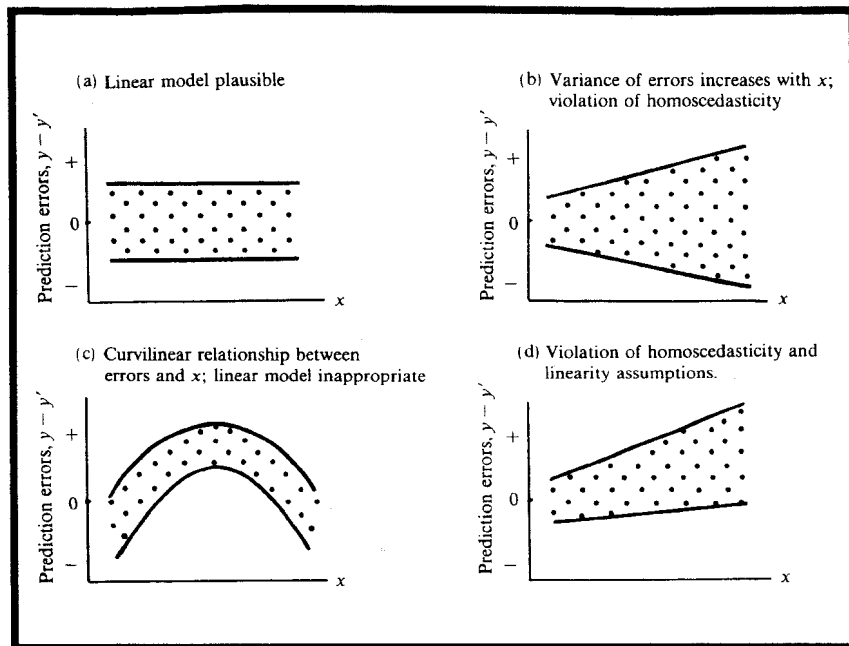 (a) Linear model plausible
Prediction errors, y − y′
+
0
−
x
(b) Variance of errors increases with x;
violation of homoscedasticity
Prediction errors, y − y′
+
0
−
x
(c) Curvilinear relationship between
errors and x; linear model inappropriate
Prediction errors, y − y′
+
0
−
x
(d) Violation of homoscedasticity and
linearity assumptions.
Prediction errors, y − y′
+
0
−
x